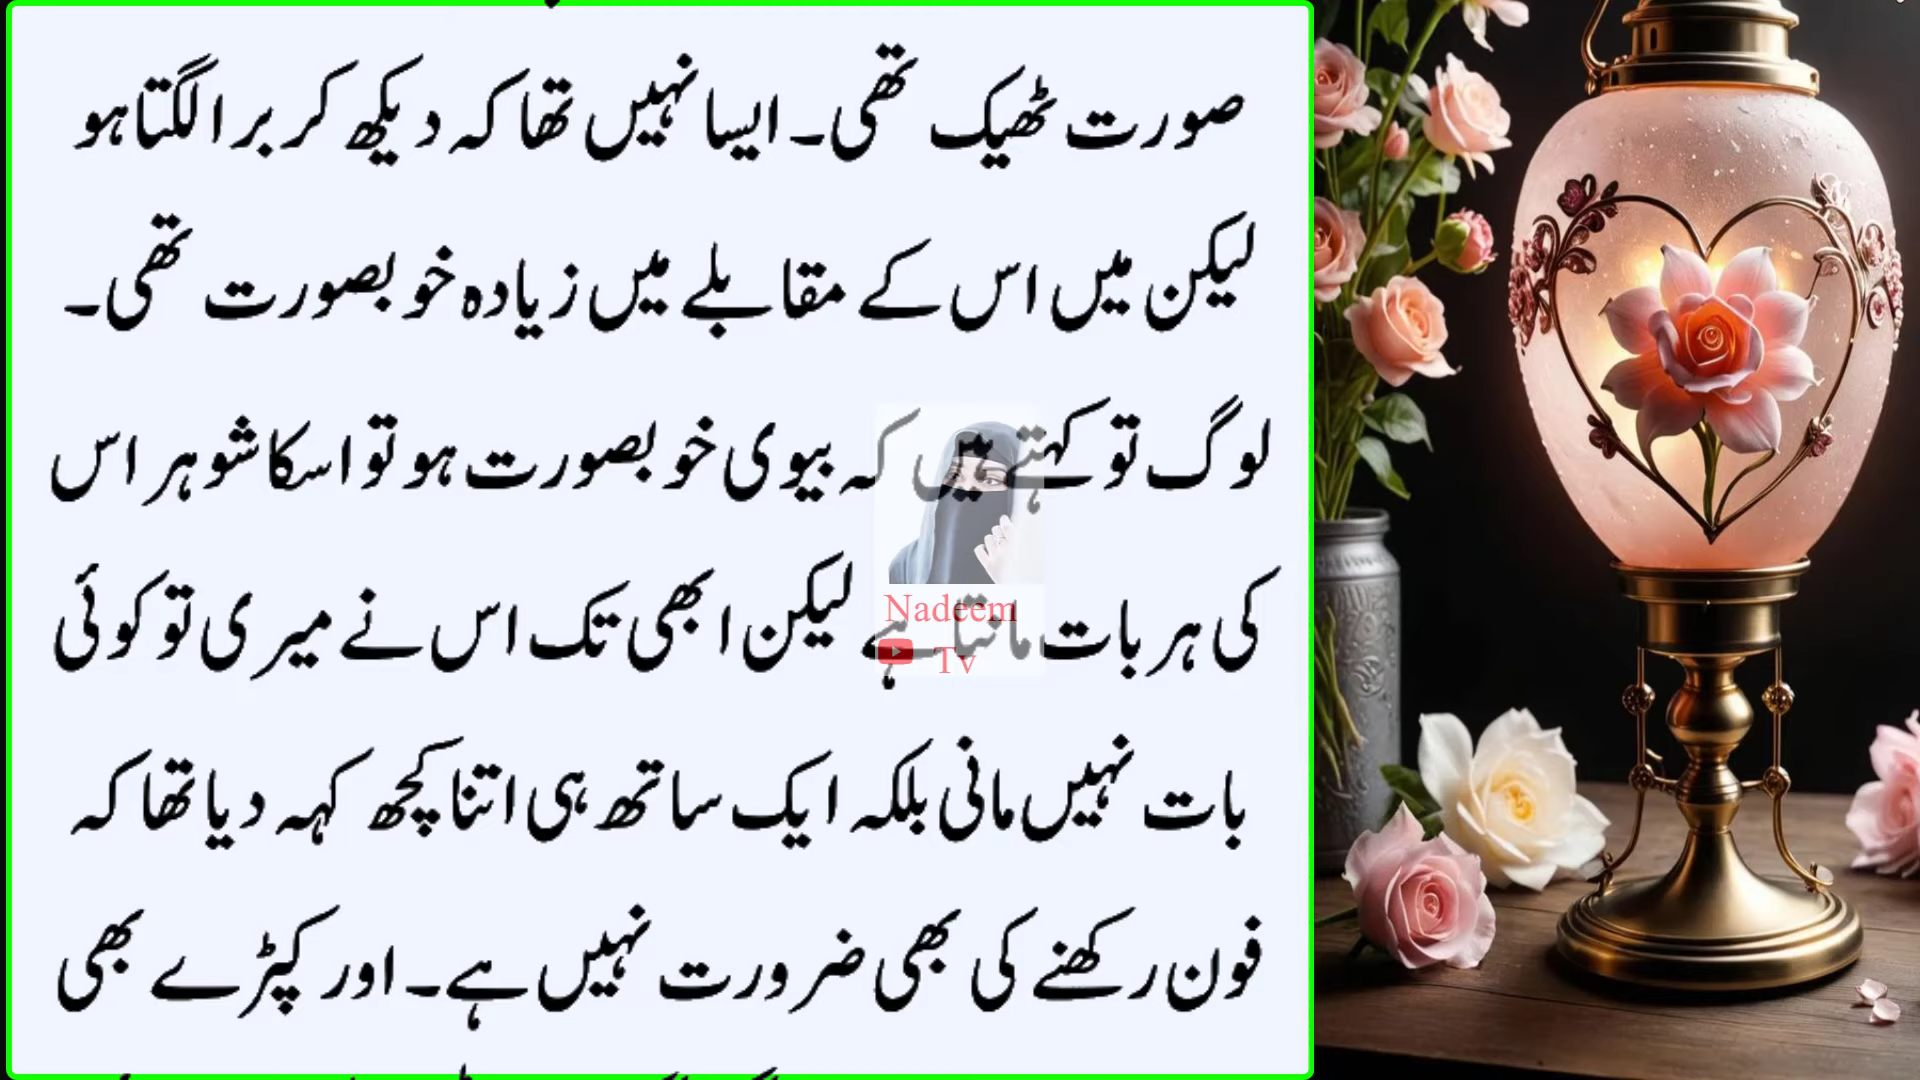 صورت ٹھیک تھی۔ ایسا نہیں تھا کہ دیکھ کر برا لگتا ہو
لیکن میں اس کے مقابلے میں زیادہ خوبصورت تھی۔
لوگ تو کہتے ہیں کہ بیوی خوبصورت ہو تو اسکا شوہر اس
کی ہر بات مانتا ہے لیکن ابھی تک اس نے میری تو کوئی
بات نہیں مانی بلکہ ایک ساتھ ہی اتنا کچھ کہہ دیا تھا کہ
فون رکھنے کی بھی ضرورت نہیں ہے۔ اور کپڑے بھی
Nadeem
Tv